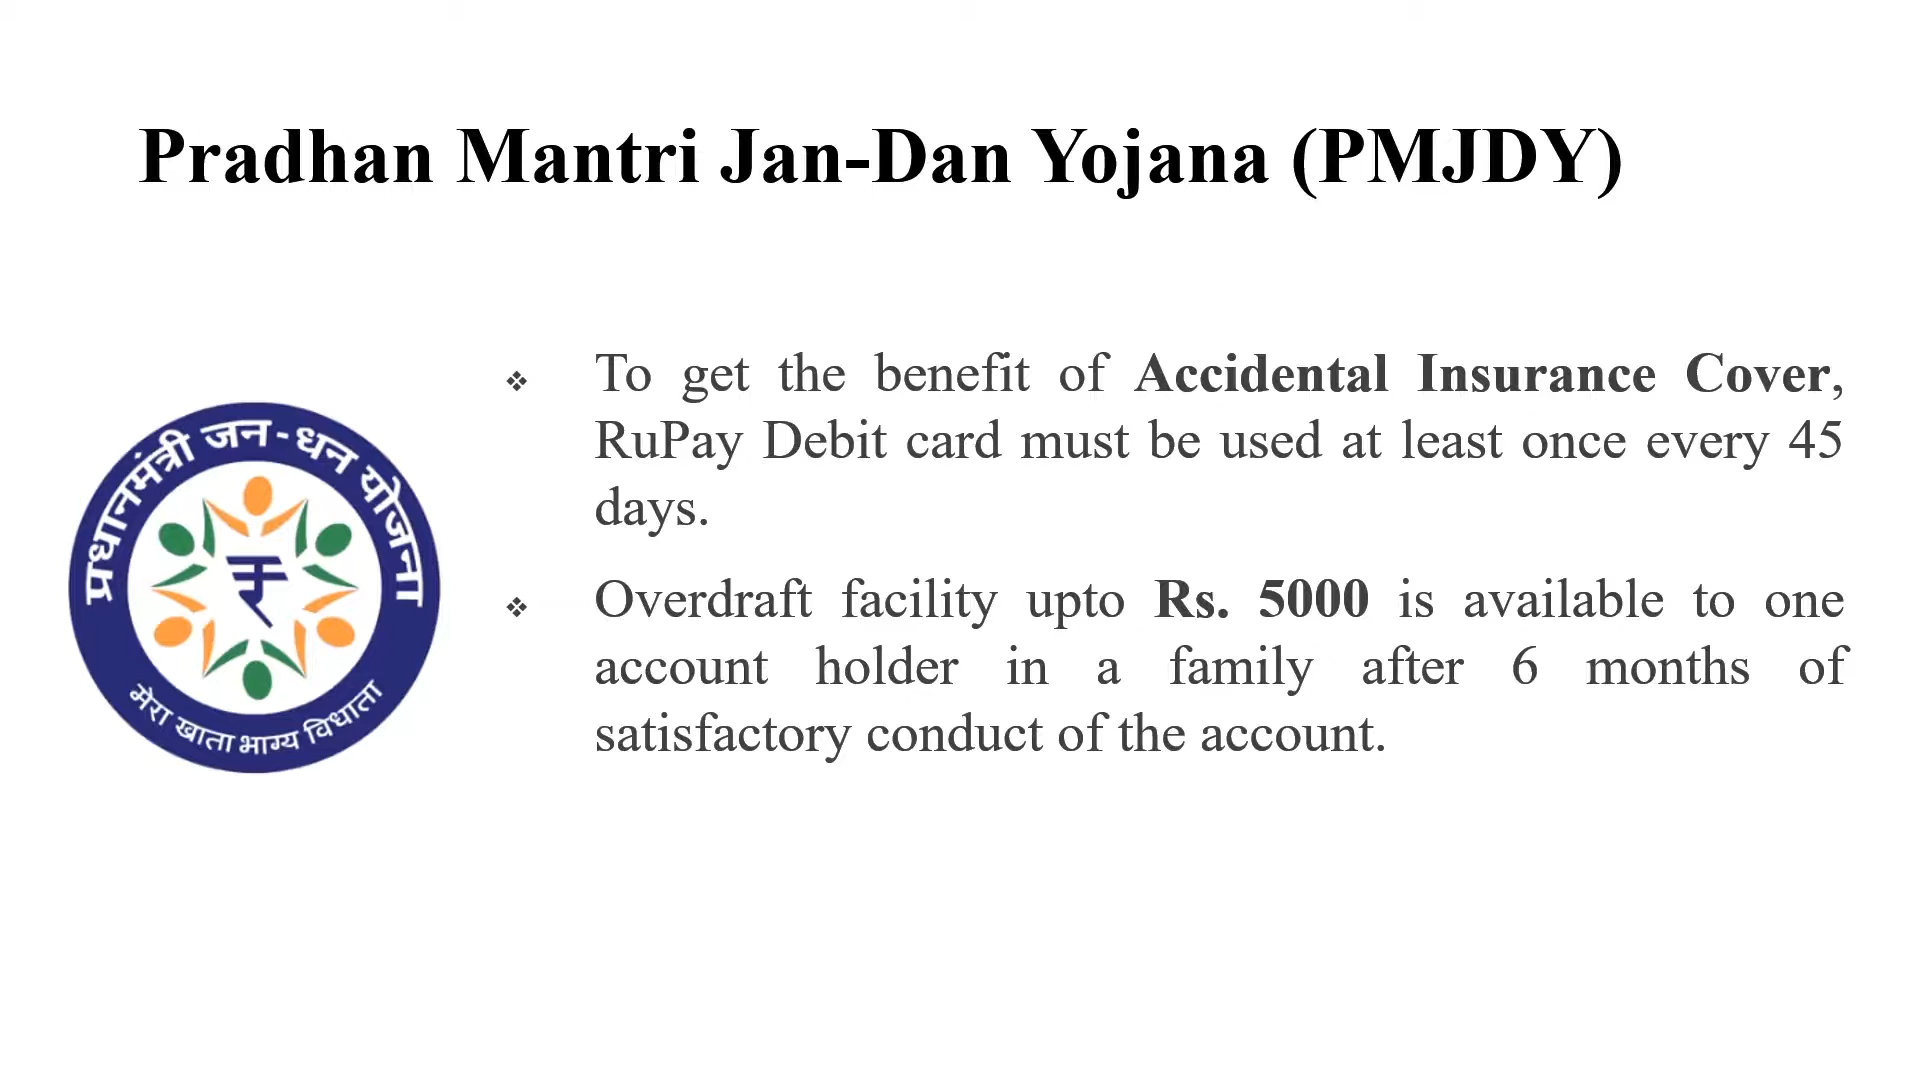 Pradhan Mantri Jan-Dan Yojana (PMJDY)
प्रधानमंत्री जन-धन योजना
मेरा खाता भाग्य विधाता
❖ To get the benefit of Accidental Insurance Cover,
RuPay Debit card must be used at least once every 45
days.
❖ Overdraft facility upto Rs. 5000 is available to one
account holder in a family after 6 months of
satisfactory conduct of the account.